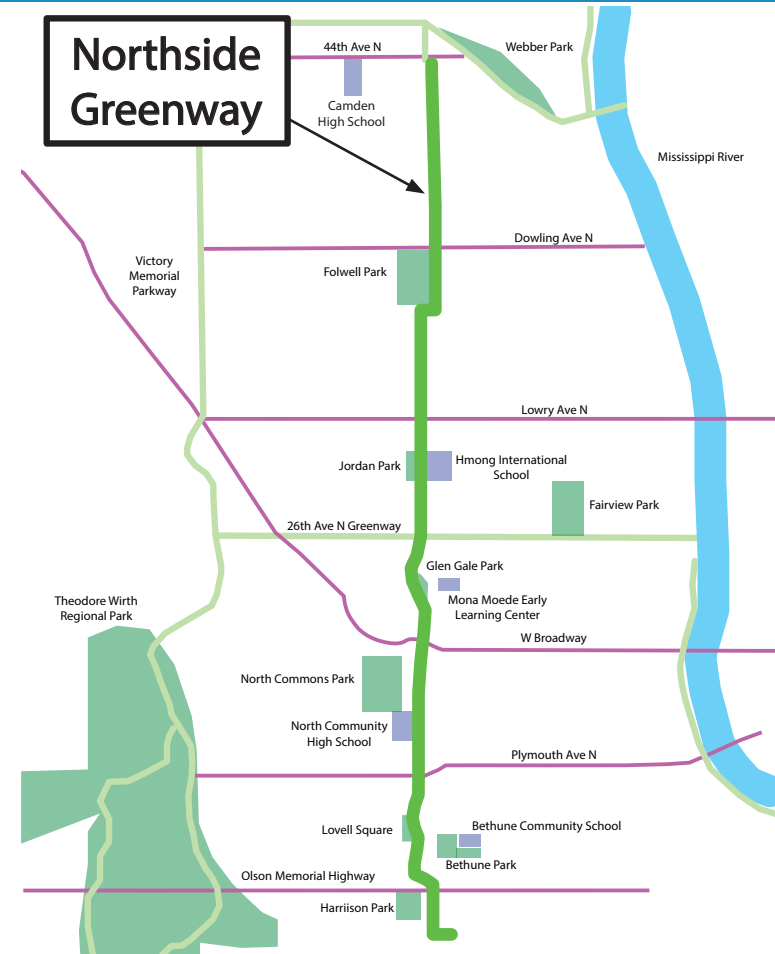 Northside
Greenway
44th Ave N
Webber Park
Camden
High School
Mississippi River
Dowling Ave N
Victory
Memorial
Parkway
Folwell Park
Lowry Ave N
Jordan Park
Hmong International
School
Fairview Park
26th Ave N Greenway
Glen Gale Park
Theodore Wirth
Regional Park
Mona Moede Early
Learning Center
W Broadway
North Commons Park
North Community
High School
Plymouth Ave N
Lovell Square
Bethune Community School
Bethune Park
Olson Memorial Highway
Harriison Park